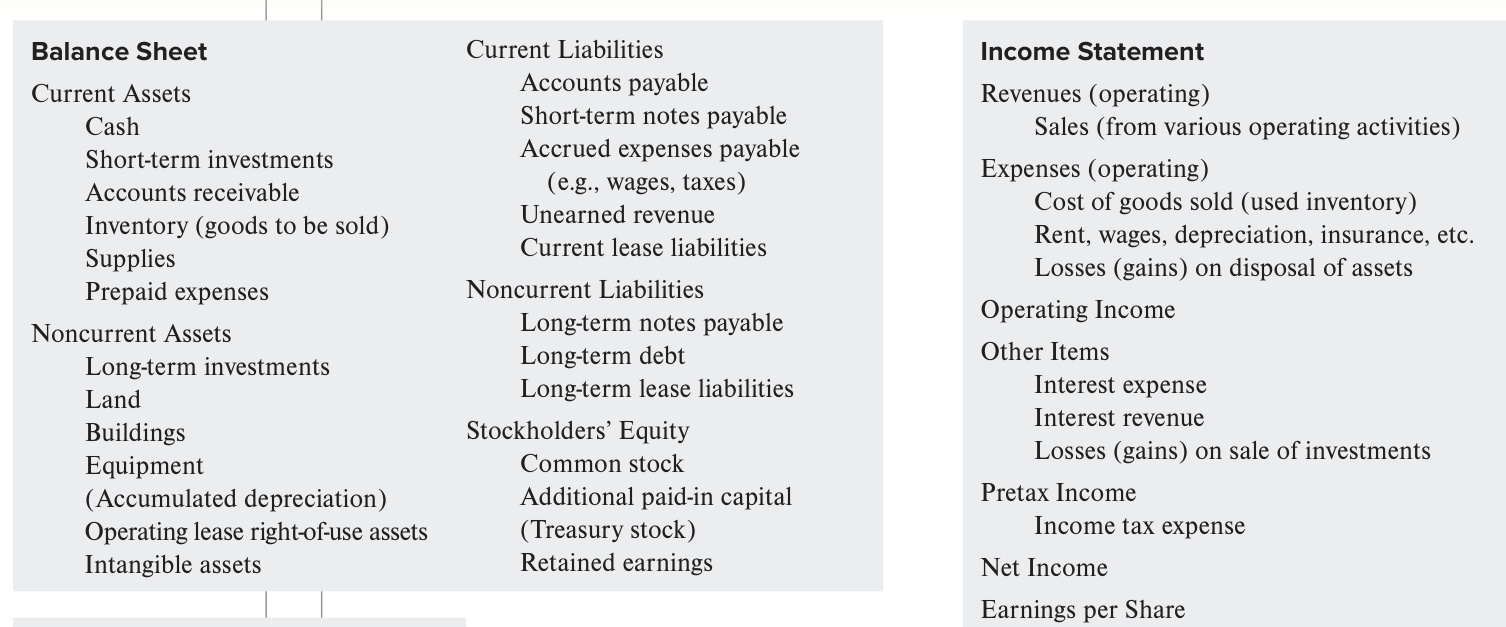 Balance Sheet
Current Assets
Cash
Short-term investments
Accounts receivable
Inventory (goods to be sold)
Supplies
Prepaid expenses
Noncurrent Assets
Long-term investments
Land
Buildings
Equipment
(Accumulated depreciation)
Operating lease right-of-use assets
Intangible assets
Current Liabilities
Accounts payable
Short-term notes payable
Accrued expenses payable
(e.g., wages, taxes)
Unearned revenue
Current lease liabilities
Noncurrent Liabilities
Long-term notes payable
Long-term debt
Long-term lease liabilities
Stockholders’ Equity
Common stock
Additional paid-in capital
(Treasury stock)
Retained earnings
Income Statement
Revenues (operating)
Sales (from various operating activities)
Expenses (operating)
Cost of goods sold (used inventory)
Rent, wages, depreciation, insurance, etc.
Losses (gains) on disposal of assets
Operating Income
Other Items
Interest expense
Interest revenue
Losses (gains) on sale of investments
Pretax Income
Income tax expense
Net Income
Earnings per Share